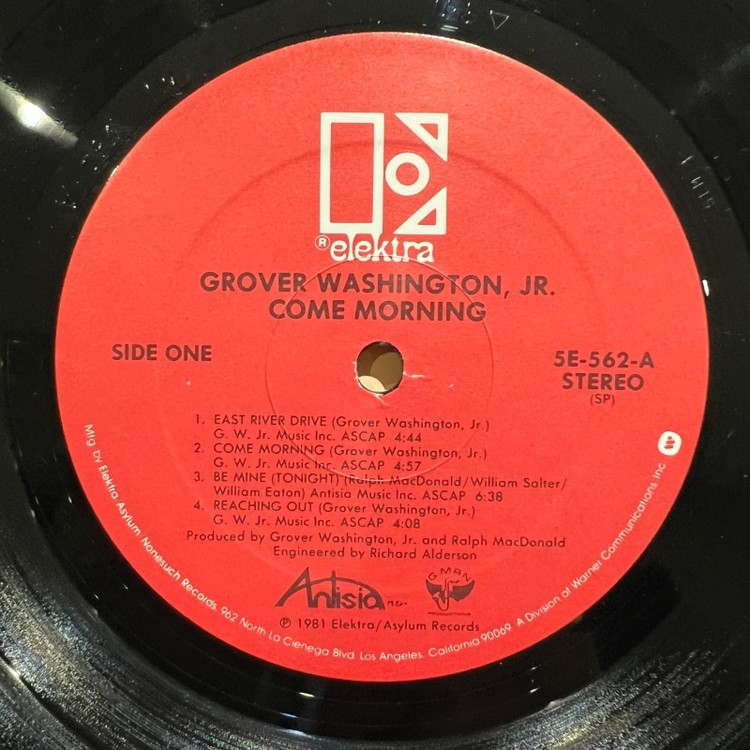 ® elektra
GROVER WASHINGTON, JR.
COME MORNING
SIDE ONE
5E-562-A
STEREO
(SP)
1. EAST RIVER DRIVE (Grover Washington, Jr.)
G. W. Jr. Music Inc. ASCAP 4:44
2. COME MORNING (Grover Washington, Jr.)
G. W. Jr. Music Inc. ASCAP 4:57
3. BE MINE (TONIGHT) (Ralph MacDonald/William Salter/
William Eaton) Antisia Music Inc. ASCAP 6:38
4. REACHING OUT (Grover Washington, Jr.)
G. W. Jr. Music Inc. ASCAP 4:08
Produced by Grover Washington, Jr. and Ralph MacDonald
Engineered by Richard Alderson
Antisia
G-MAN
PRODUCTIONS
℗ 1981 Elektra/Asylum Records
Mfg by Elektra Asylum Nonesuch Records, 962 North La Cienega Blvd. Los Angeles. California 90069 A Division of Warner Communications Inc